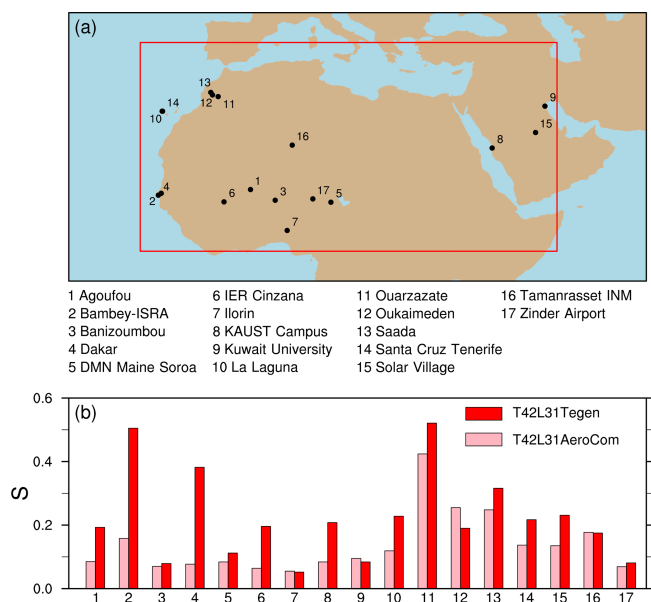 (a)
13
14
12
11
10
9
15
16
8
4
1
2
6
3
17
5
7
1 Agoufou
6 IER Cinzana
11 Ouarzazate
16 Tamanrasset INM
2 Bambey-ISRA
7 Ilorin
12 Oukaimeden
17 Zinder Airport
3 Banizoumbou
8 KAUST Campus
13 Saada
4 Dakar
9 Kuwait University
14 Santa Cruz Tenerife
5 DMN Maine Soroa
10 La Laguna
15 Solar Village
(b)
T42L31Tegen
T42L31AeroCom
S
0.6
0.4
0.2
0.0
1 2 3 4 5 6 7 8 9 10 11 12 13 14 15 16 17